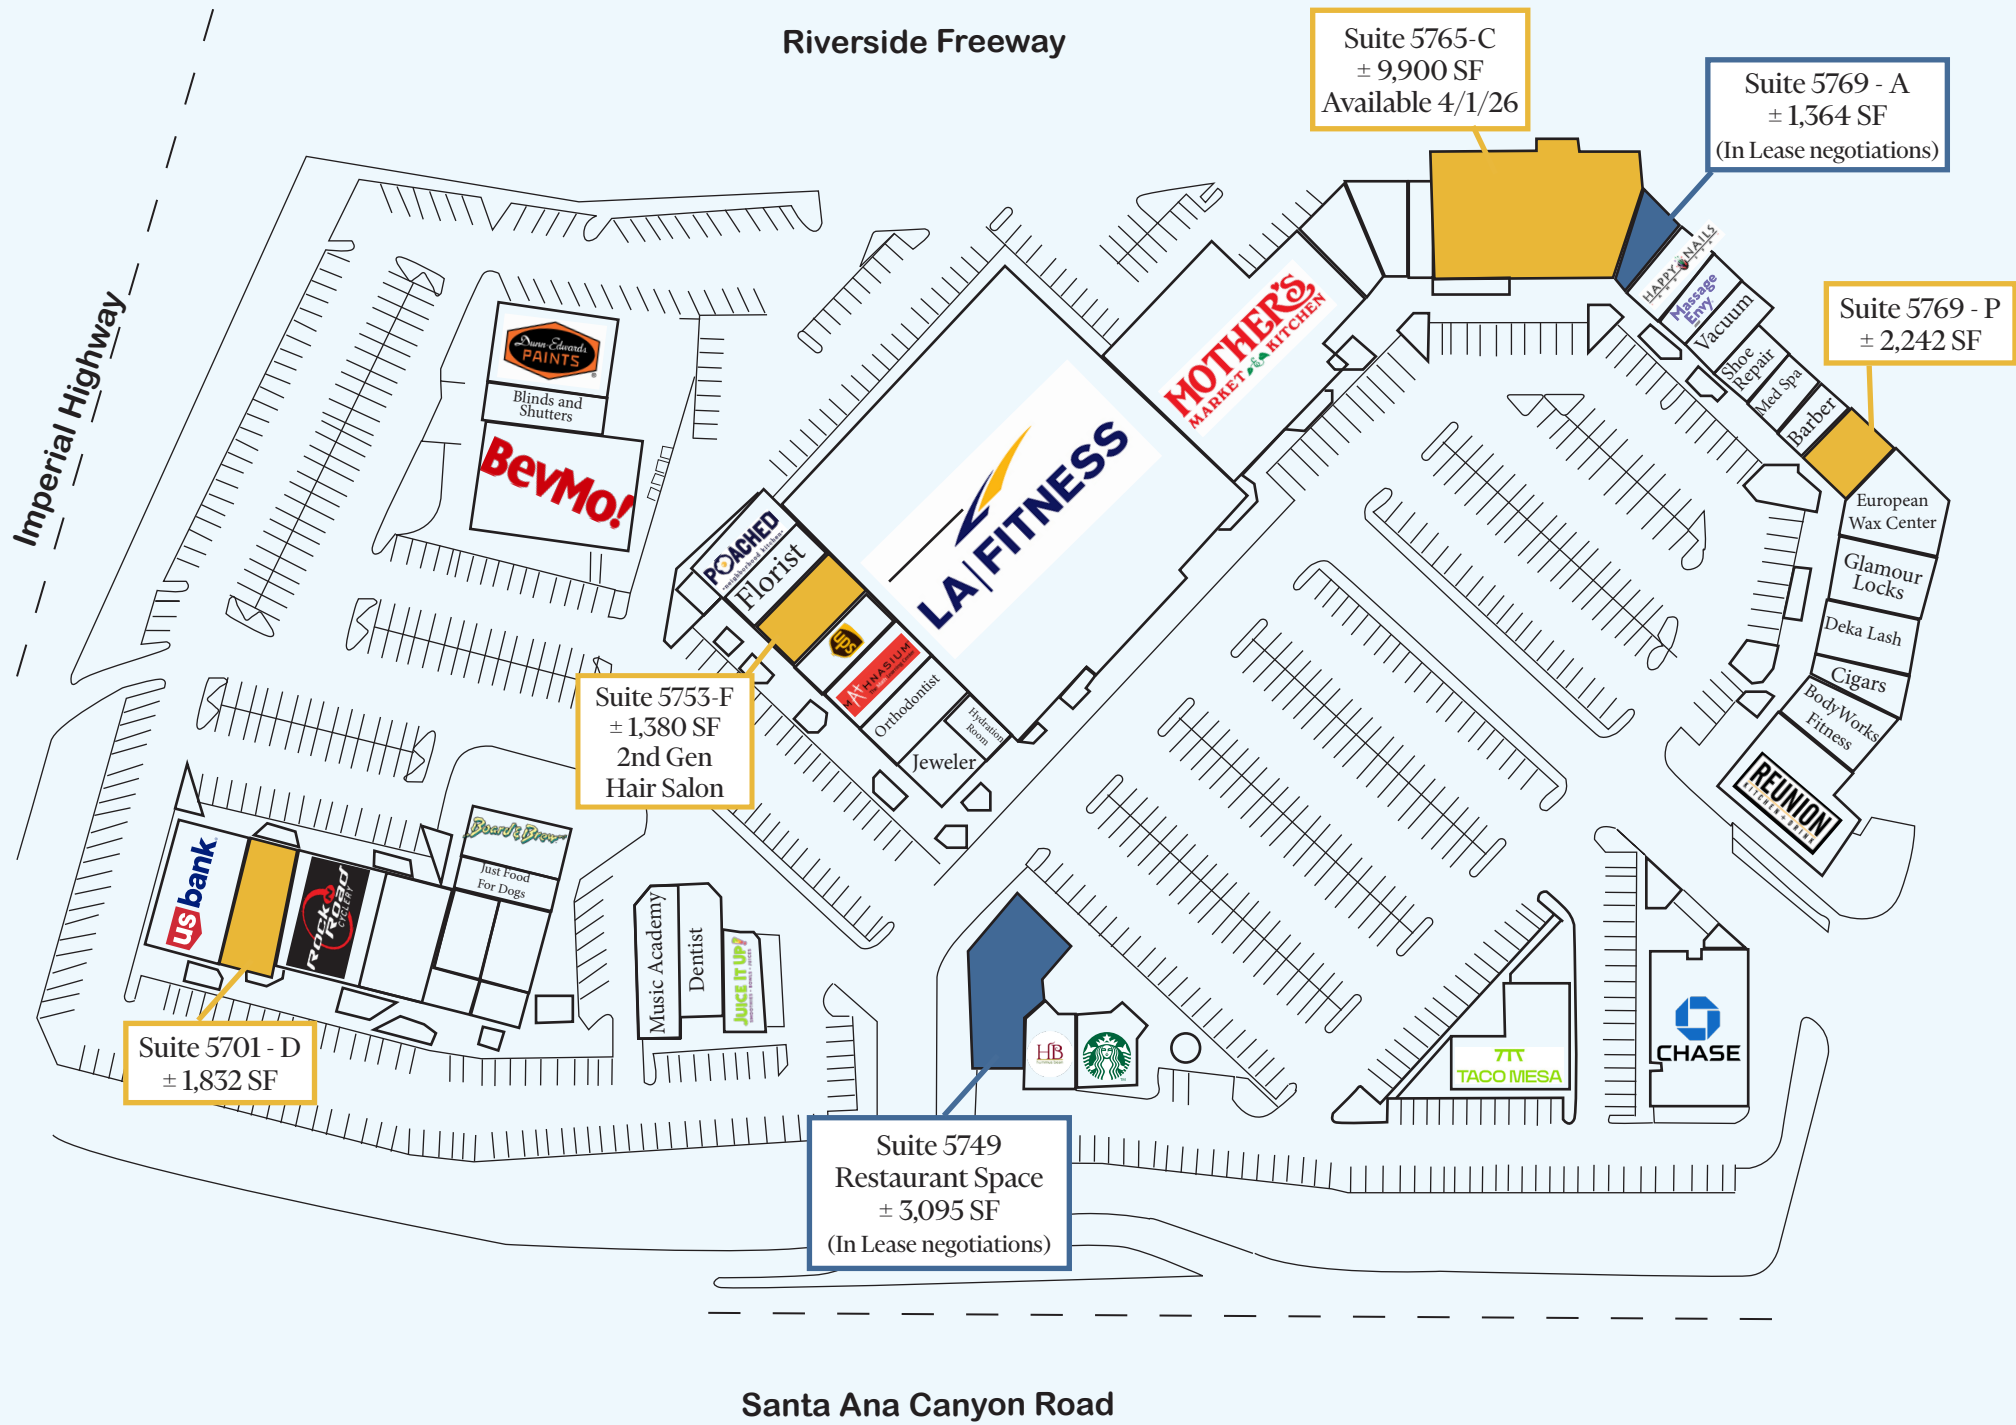 Riverside Freeway
Suite 5765-C
± 9,900 SF
Available 4/1/26
Suite 5769 - A
± 1,364 SF
(In Lease negotiations)
Imperial Highway
HAPPY NAILS
Massage
Envy
Vacuum
Shoe
Repair
Med Spa
Barber
Suite 5769 - P
± 2,242 SF
MOTHER'S
MARKET & KITCHEN
Dunn-Edwards
PAINTS
Blinds and
Shutters
BevMo!
LA|FITNESS
POACHED
neighborhood kitchen
Florist
ups
MATHNASIUM
Orthodontist
Hydration
Room
Jeweler
European
Wax Center
Glamour
Locks
Deka Lash
Cigars
BodyWorks
Fitness
REUNION
KITCHEN + DRINK
Suite 5753-F
± 1,380 SF
2nd Gen
Hair Salon
us bank
ROCK N ROAD
CYCLERY
Board & Brew
Just Food
For Dogs
Music Academy
Dentist
JUICE IT UP!
HB
TACO MESA
CHASE
Suite 5701 - D
± 1,832 SF
Suite 5749
Restaurant Space
± 3,095 SF
(In Lease negotiations)
Santa Ana Canyon Road